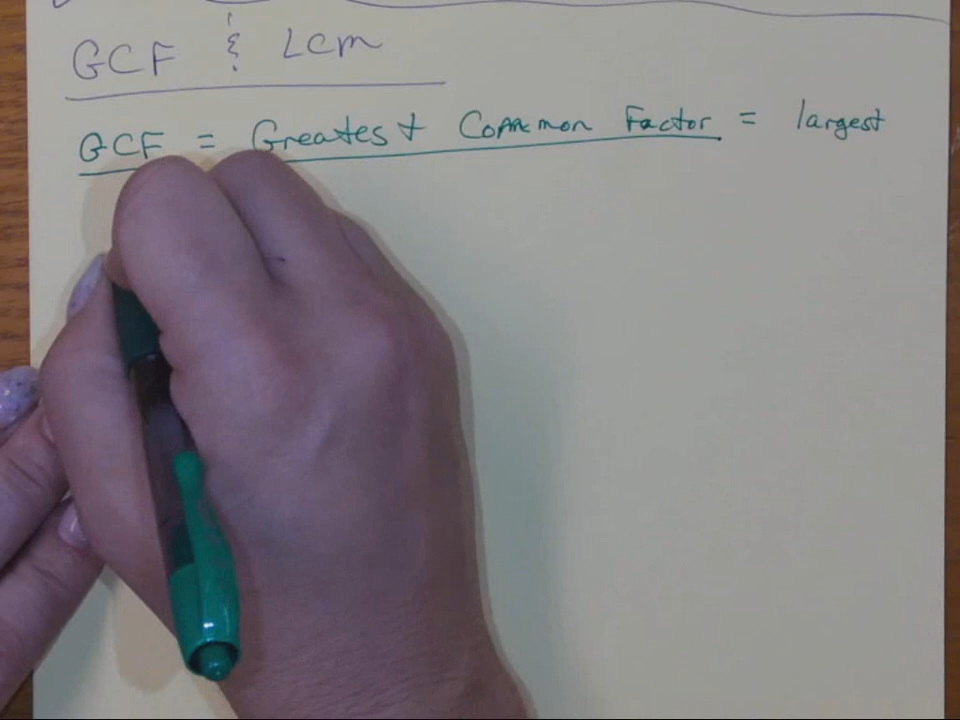 GCF & Lcm
GCF = Greatest Common Factor = largest